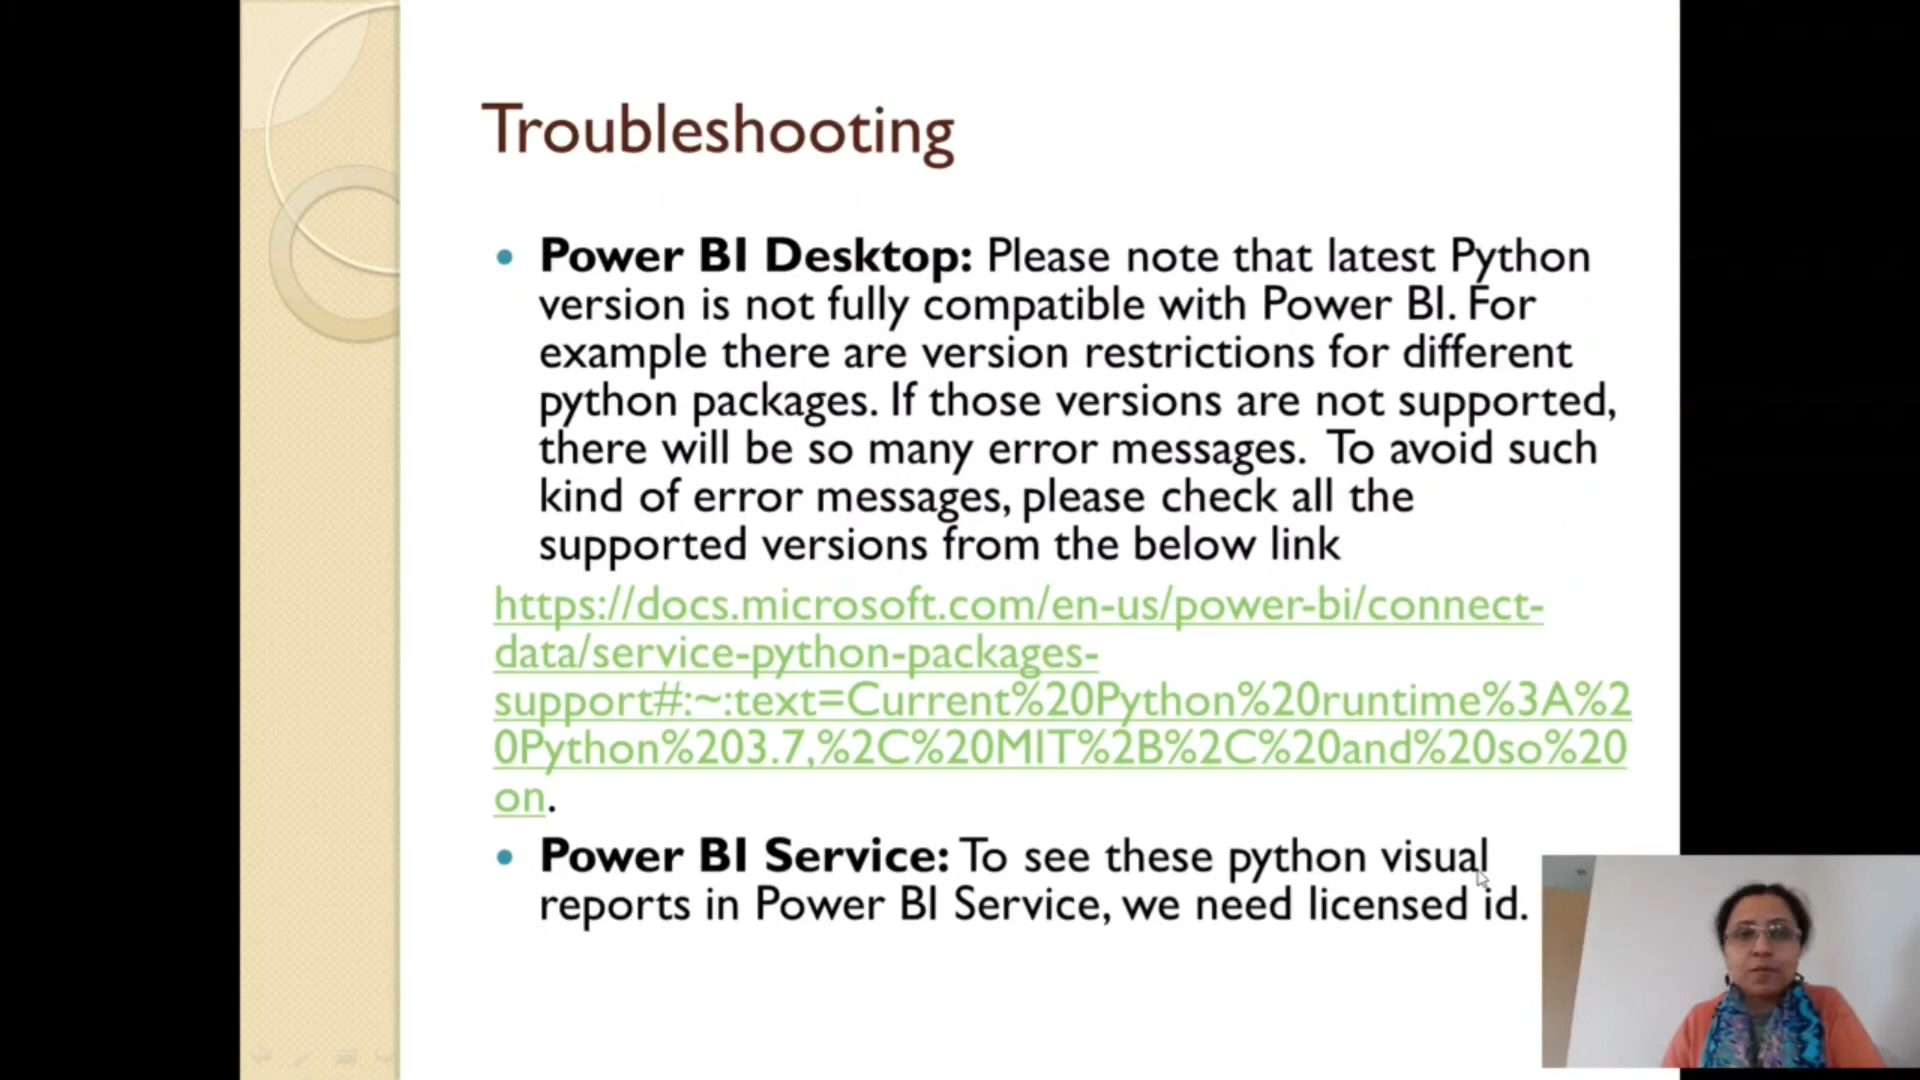 Troubleshooting
Power BI Desktop: Please note that latest Python
version is not fully compatible with Power BI. For
example there are version restrictions for different
python packages. If those versions are not supported,
there will be so many error messages. To avoid such
kind of error messages, please check all the
supported versions from the below link
https://docs.microsoft.com/en-us/power-bi/connect-
data/service-python-packages-
support#:~:text=Current%20Python%20runtime%3A%2
0Python%203.7,%2C%20MIT%2B%2C%20and%20so%20
on.
Power BI Service: To see these python visual
reports in Power BI Service, we need licensed id.